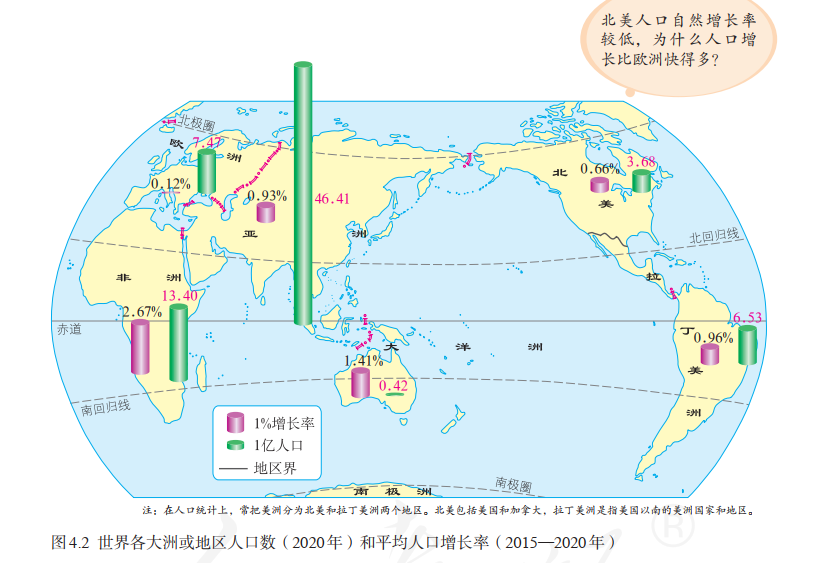 北美人口自然增长率
较低，为什么人口增
长比欧洲快得多？
北极圈
欧洲
7.47
0.12%
0.93%
46.41
亚洲
非洲
13.40
2.67%
赤道
南回归线
1.41%
0.42
大洋洲
北
0.66%
3.68
美
北回归线
拉
丁
6.53
0.96%
美
洲
1%增长率
1亿人口
地区界
南极洲
南极圈
注：在人口统计上，常把美洲分为北美和拉丁美洲两个地区。北美包括美国和加拿大，拉丁美洲是指美国以南的美洲国家和地区。
图4.2 世界各大洲或地区人口数（2020年）和平均人口增长率（2015—2020年）
®